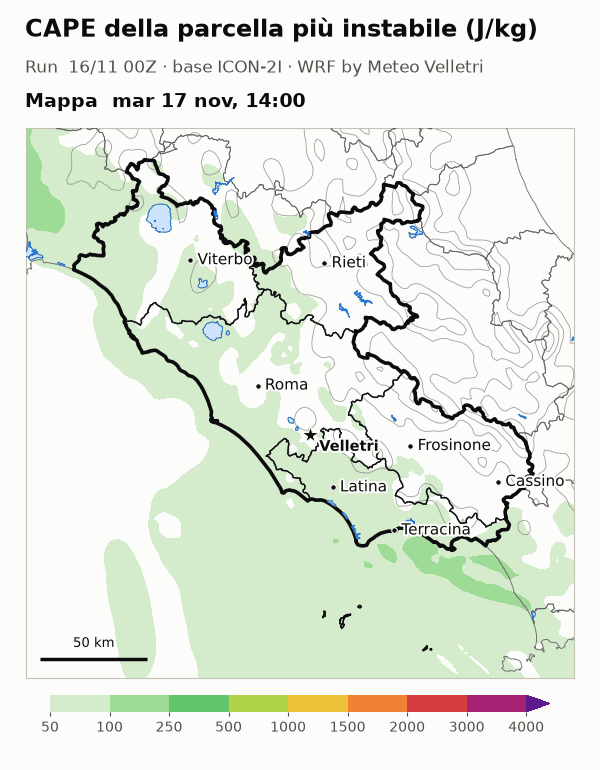 CAPE della parcella più instabile (J/kg)
Run 16/11 00Z · base ICON-2I · WRF by Meteo Velletri
Mappa mar 17 nov, 14:00
Viterbo
Rieti
Roma
Velletri
Frosinone
Cassino
Latina
Terracina
50 km
50 100 250 500 1000 1500 2000 3000 4000